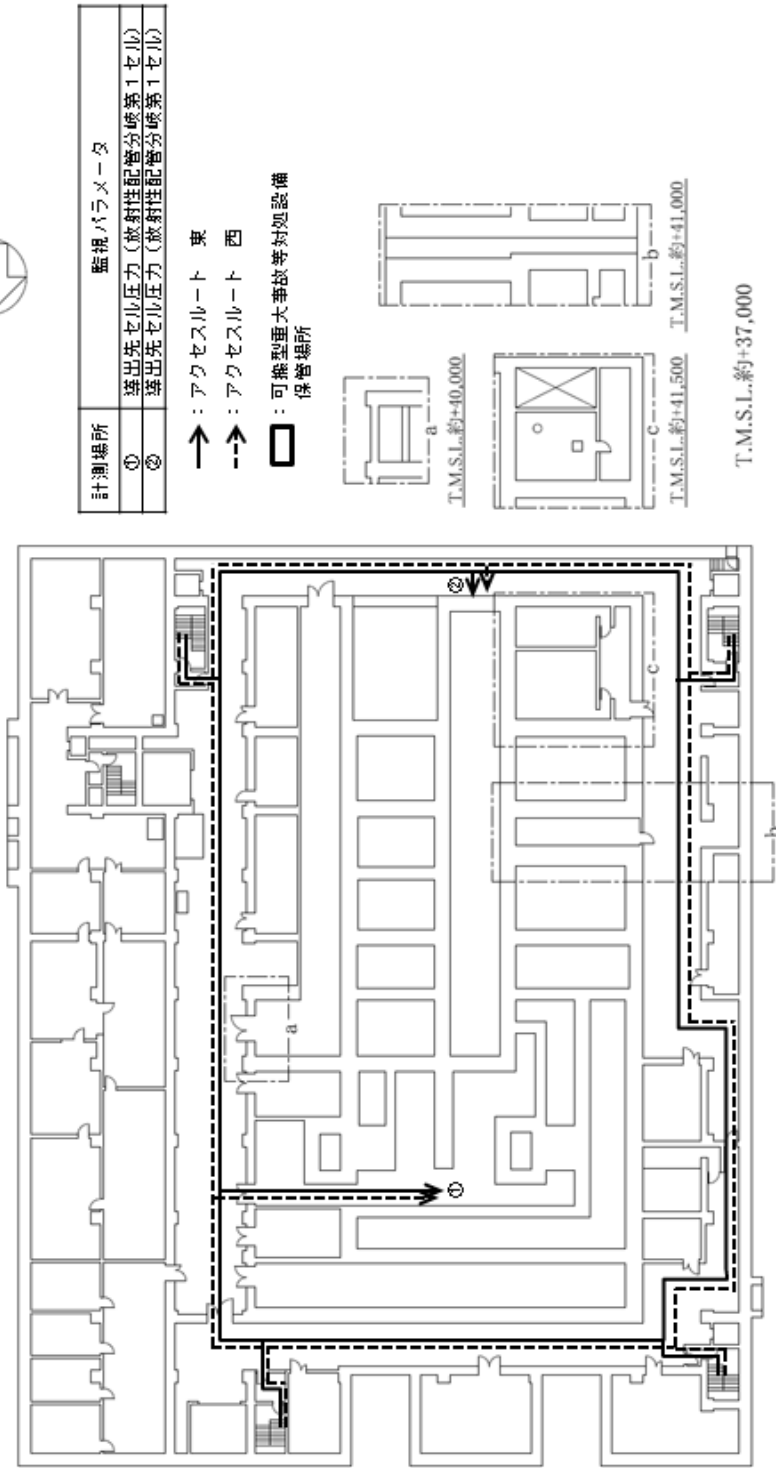 計測場所 監視パラメータ
① 導出先セル圧力（放射性配管分岐第1セル）
② 導出先セル圧力（放射性配管分岐第1セル）
：アクセスルート 東
：アクセスルート 西
：可搬型重大事故等対処設備
保管場所
a
T.M.S.L.約+40,000
b
T.M.S.L.約+41,000
c
T.M.S.L.約+41,500
T.M.S.L.約+37,000
②
c
b
a
①